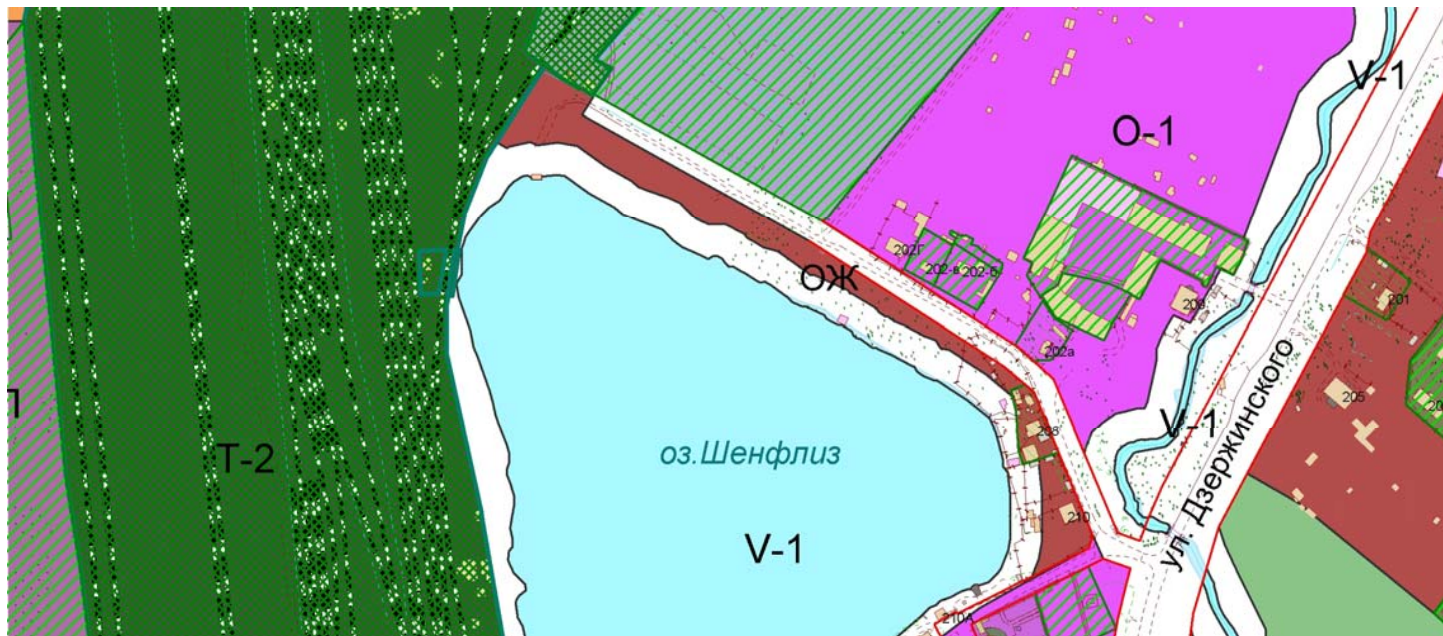 V-1
О-1
202Г
202-в
202-б
ОЖ
201
202а
205
ул. Дзержинского
V-1
208
оз.Шенфлиз
Т-2
210
V-1
210А